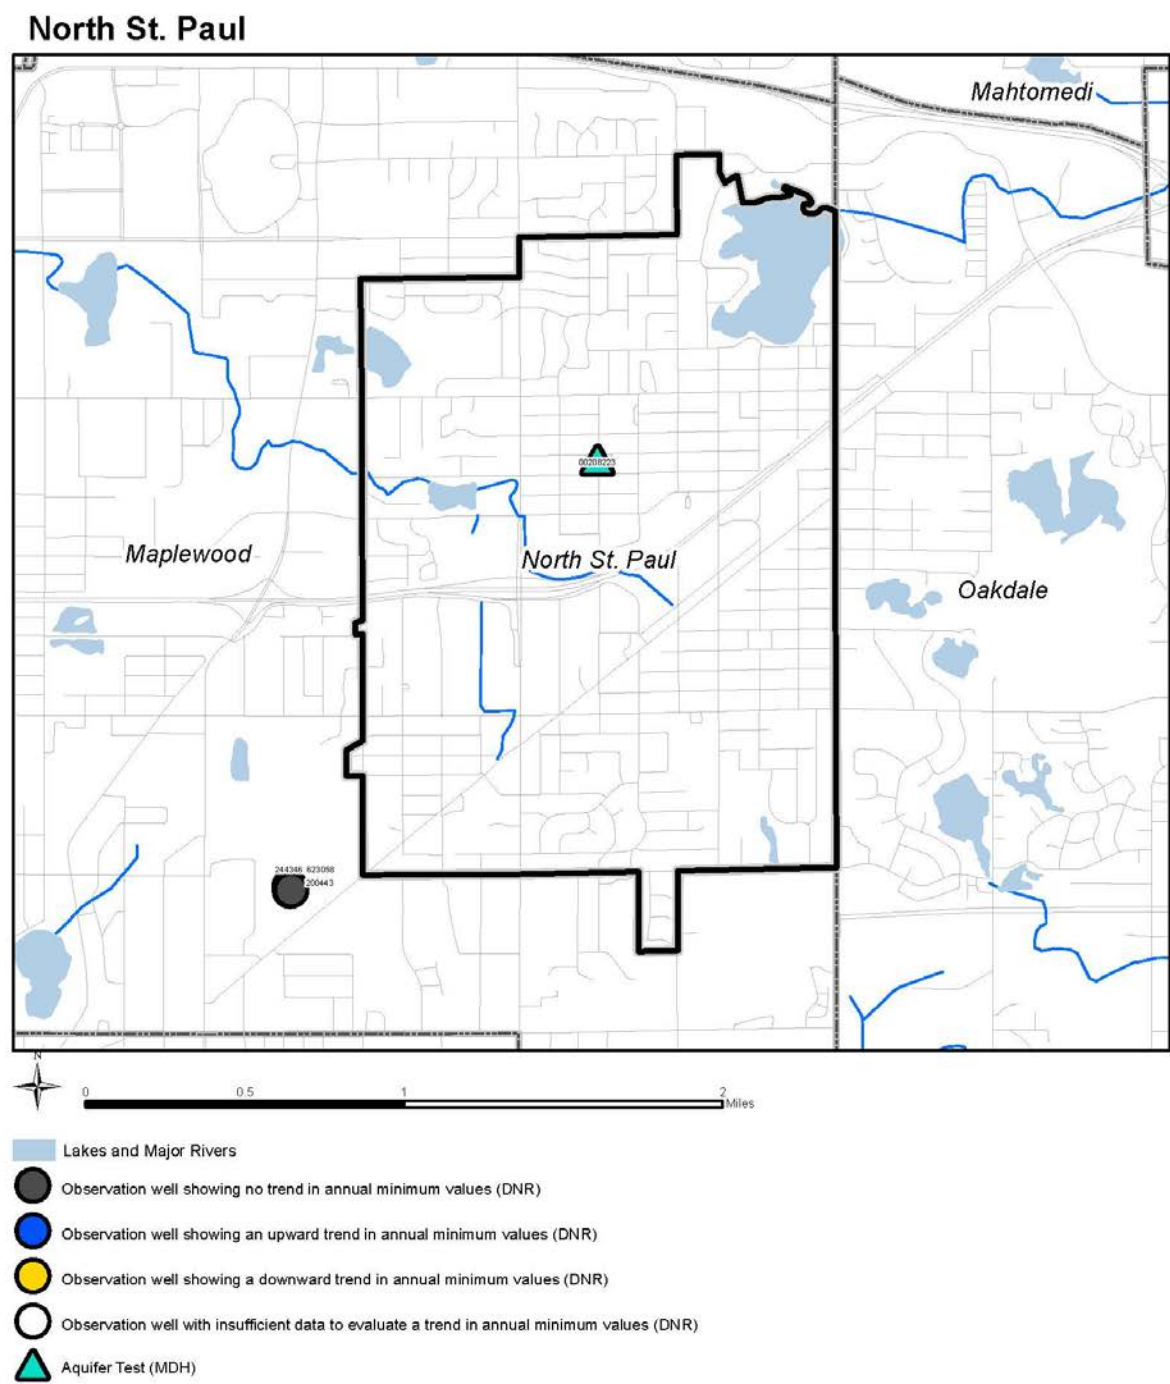 North St. Paul
Mahtomedi
00208223
Maplewood
North St. Paul
Oakdale
244346 623098
200443
N
0 0.5 1 2
Miles
Lakes and Major Rivers
Observation well showing no trend in annual minimum values (DNR)
Observation well showing an upward trend in annual minimum values (DNR)
Observation well showing a downward trend in annual minimum values (DNR)
Observation well with insufficient data to evaluate a trend in annual minimum values (DNR)
Aquifer Test (MDH)